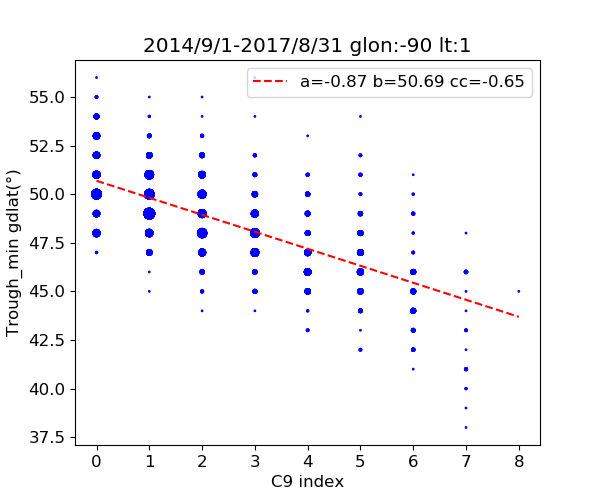 2014/9/1-2017/8/31 glon:-90 lt:1
a=-0.87 b=50.69 cc=-0.65
55.0
52.5
50.0
47.5
45.0
42.5
40.0
37.5
Trough_min gdlat(°)
0 1 2 3 4 5 6 7 8
C9 index